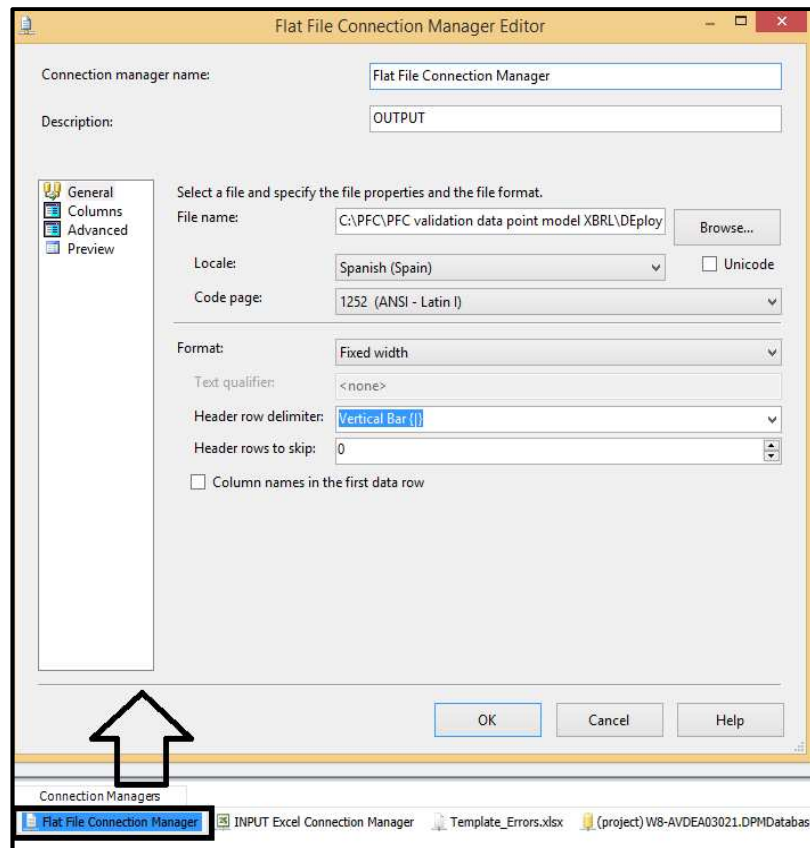 Flat File Connection Manager Editor
Connection manager name:
Flat File Connection Manager
Description:
OUTPUT
General
Columns
Advanced
Preview
Select a file and specify the file properties and the file format.
File name:
C:\PFC\PFC validation data point model XBRL\DEploy
Browse...
Locale:
Spanish (Spain)
Unicode
Code page:
1252 (ANSI - Latin I)
Format:
Fixed width
Text qualifier:
<none>
Header row delimiter:
Vertical Bar {|}
Header rows to skip:
0
Column names in the first data row
OK
Cancel
Help
Connection Managers
Flat File Connection Manager
INPUT Excel Connection Manager
Template_Errors.xlsx
(project) W8-AVDEA03021.DPMDatabas